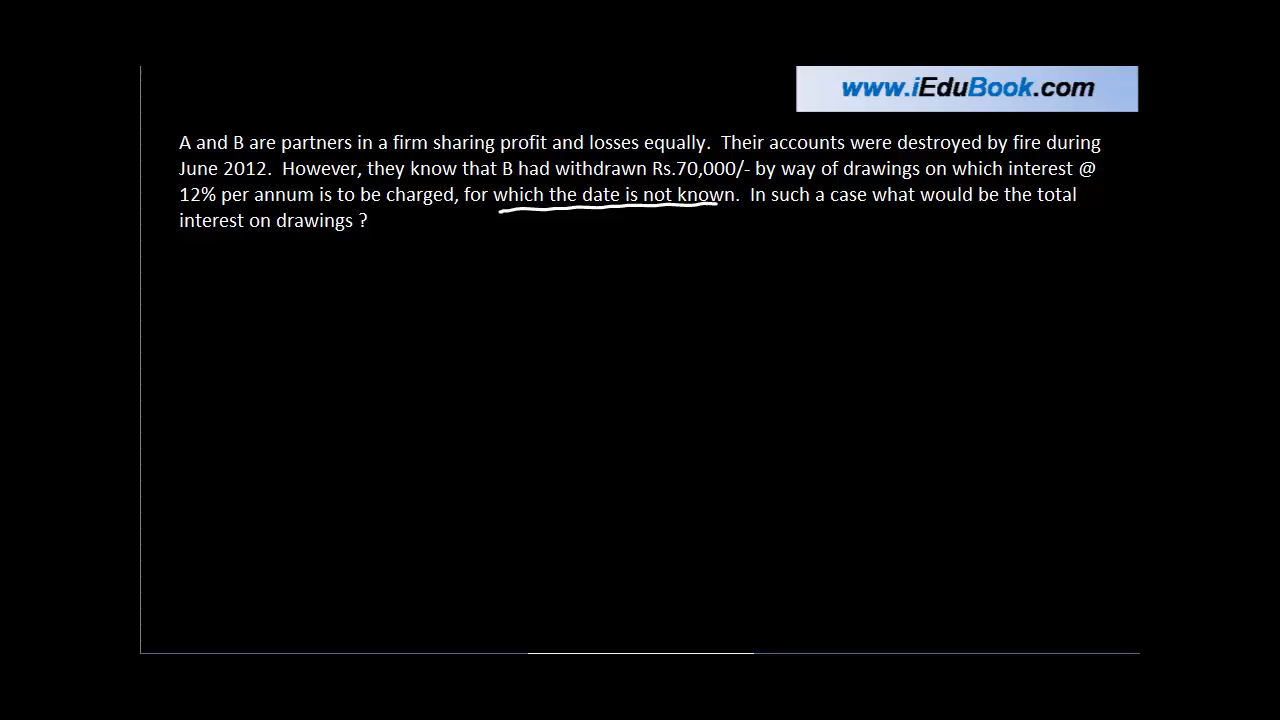 www.iEduBook.com
A and B are partners in a firm sharing profit and losses equally.  Their accounts were destroyed by fire during
June 2012.  However, they know that B had withdrawn Rs.70,000/- by way of drawings on which interest @
12% per annum is to be charged, for which the date is not known.  In such a case what would be the total
interest on drawings ?